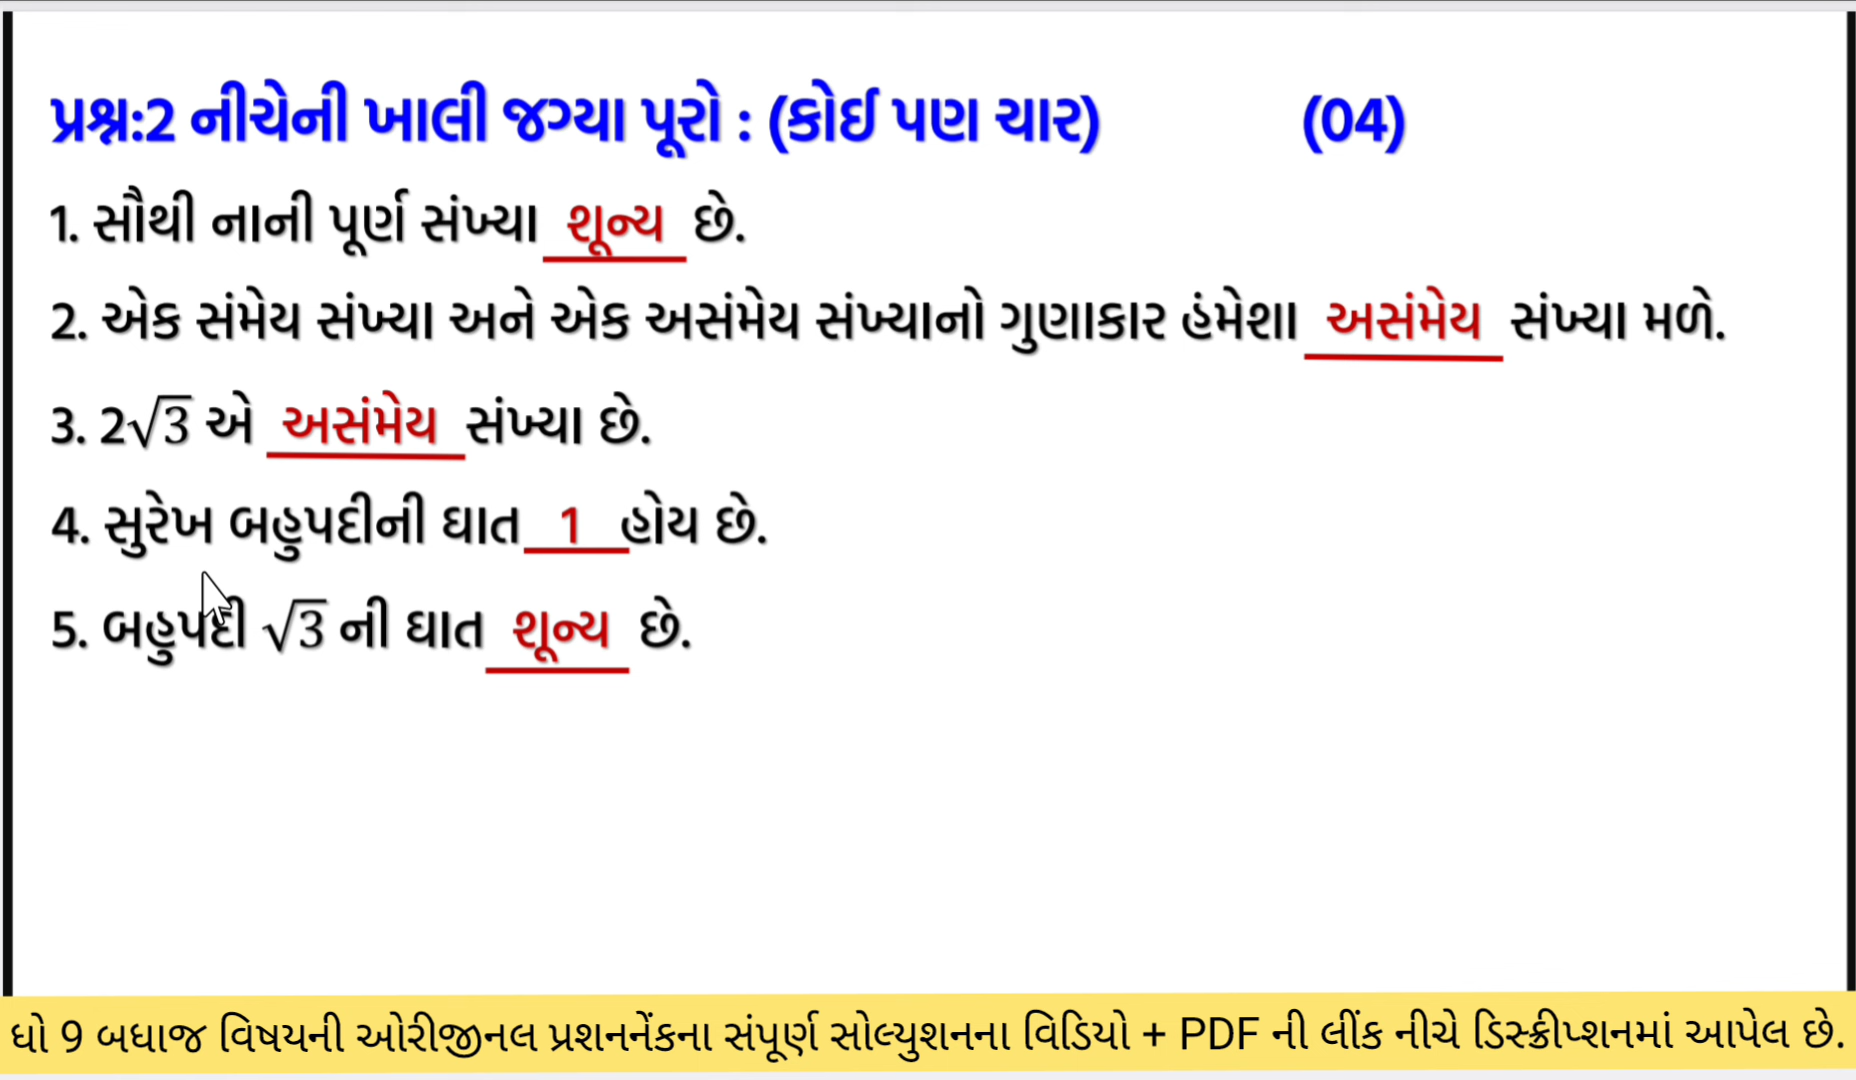 પ્રશ્ન:2 નીચેની ખાલી જગ્યા પૂરો : (કોઈ પણ ચાર) (04)
1. સૌથી નાની પૂર્ણ સંખ્યા શૂન્ય છે.
2. એક સંમેય સંખ્યા અને એક અસંમેય સંખ્યાનો ગુણાકાર હંમેશા અસંમેય સંખ્યા મળે.
3. 2√3 એ અસંમેય સંખ્યા છે.
4. સુરેખ બહુપદીની ઘાત 1 હોય છે.
5. બહુપદી √3 ની ઘાત શૂન્ય છે.
ધો 9 બધાજ વિષયની ઓરીજીનલ પ્રશનનેંકના સંપૂર્ણ સોલ્યુશનના વિડિયો + PDF ની લીંક નીચે ડિસ્ક્રીપ્શનમાં આપેલ છે.